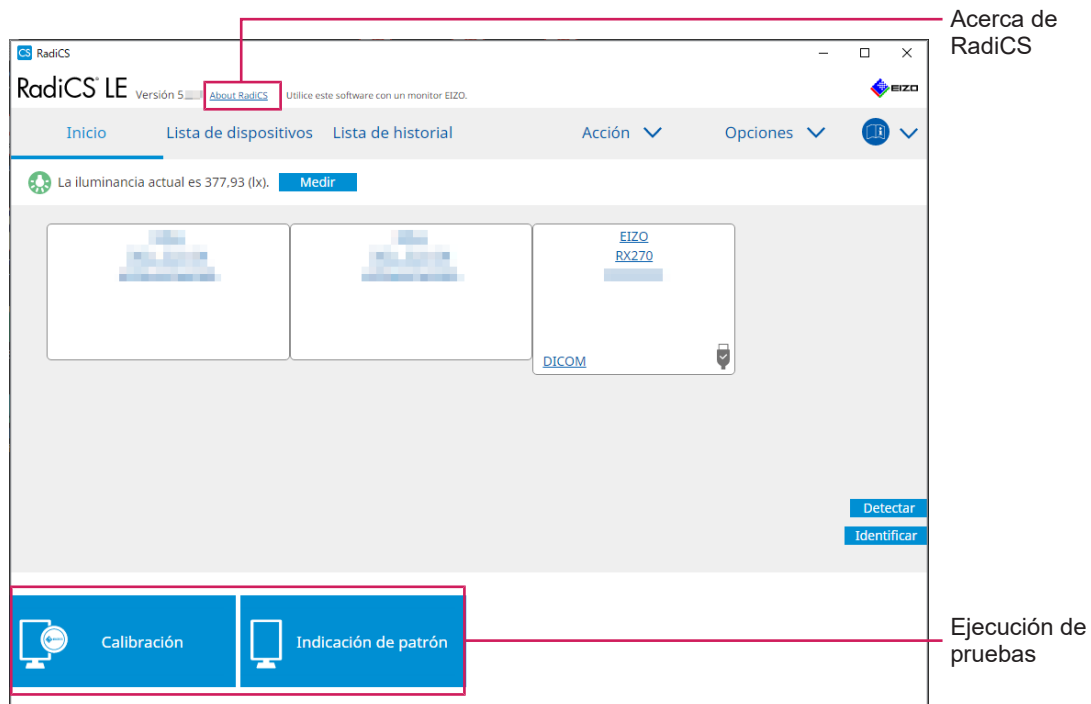 Acerca de
RadiCS
CS RadiCS
RadiCS® LE Versión 5. About RadiCS Utilice este software con un monitor EIZO.
EIZO
Inicio Lista de dispositivos Lista de historial Acción Opciones
La iluminancia actual es 377,93 (lx). Medir
EIZO
RX270
DICOM
Detectar
Identificar
Calibración Indicación de patrón
Ejecución de
pruebas